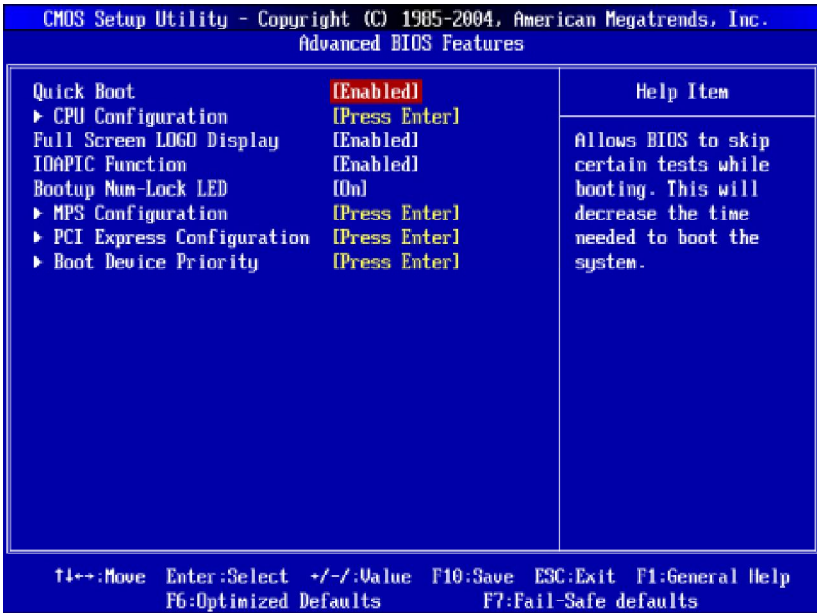 CMOS Setup Utility - Copyright (C) 1985-2004, American Megatrends, Inc.
Advanced BIOS Features
Quick Boot [Enabled]
▶ CPU Configuration [Press Enter]
Full Screen LOGO Display [Enabled]
IOAPIC Function [Enabled]
Bootup Num-Lock LED [On]
▶ MPS Configuration [Press Enter]
▶ PCI Express Configuration [Press Enter]
▶ Boot Device Priority [Press Enter]
Help Item
Allows BIOS to skip
certain tests while
booting. This will
decrease the time
needed to boot the
system.
↑↓←→:Move Enter:Select +/-/:Value F10:Save ESC:Exit F1:General Help
F6:Optimized Defaults F7:Fail-Safe defaults